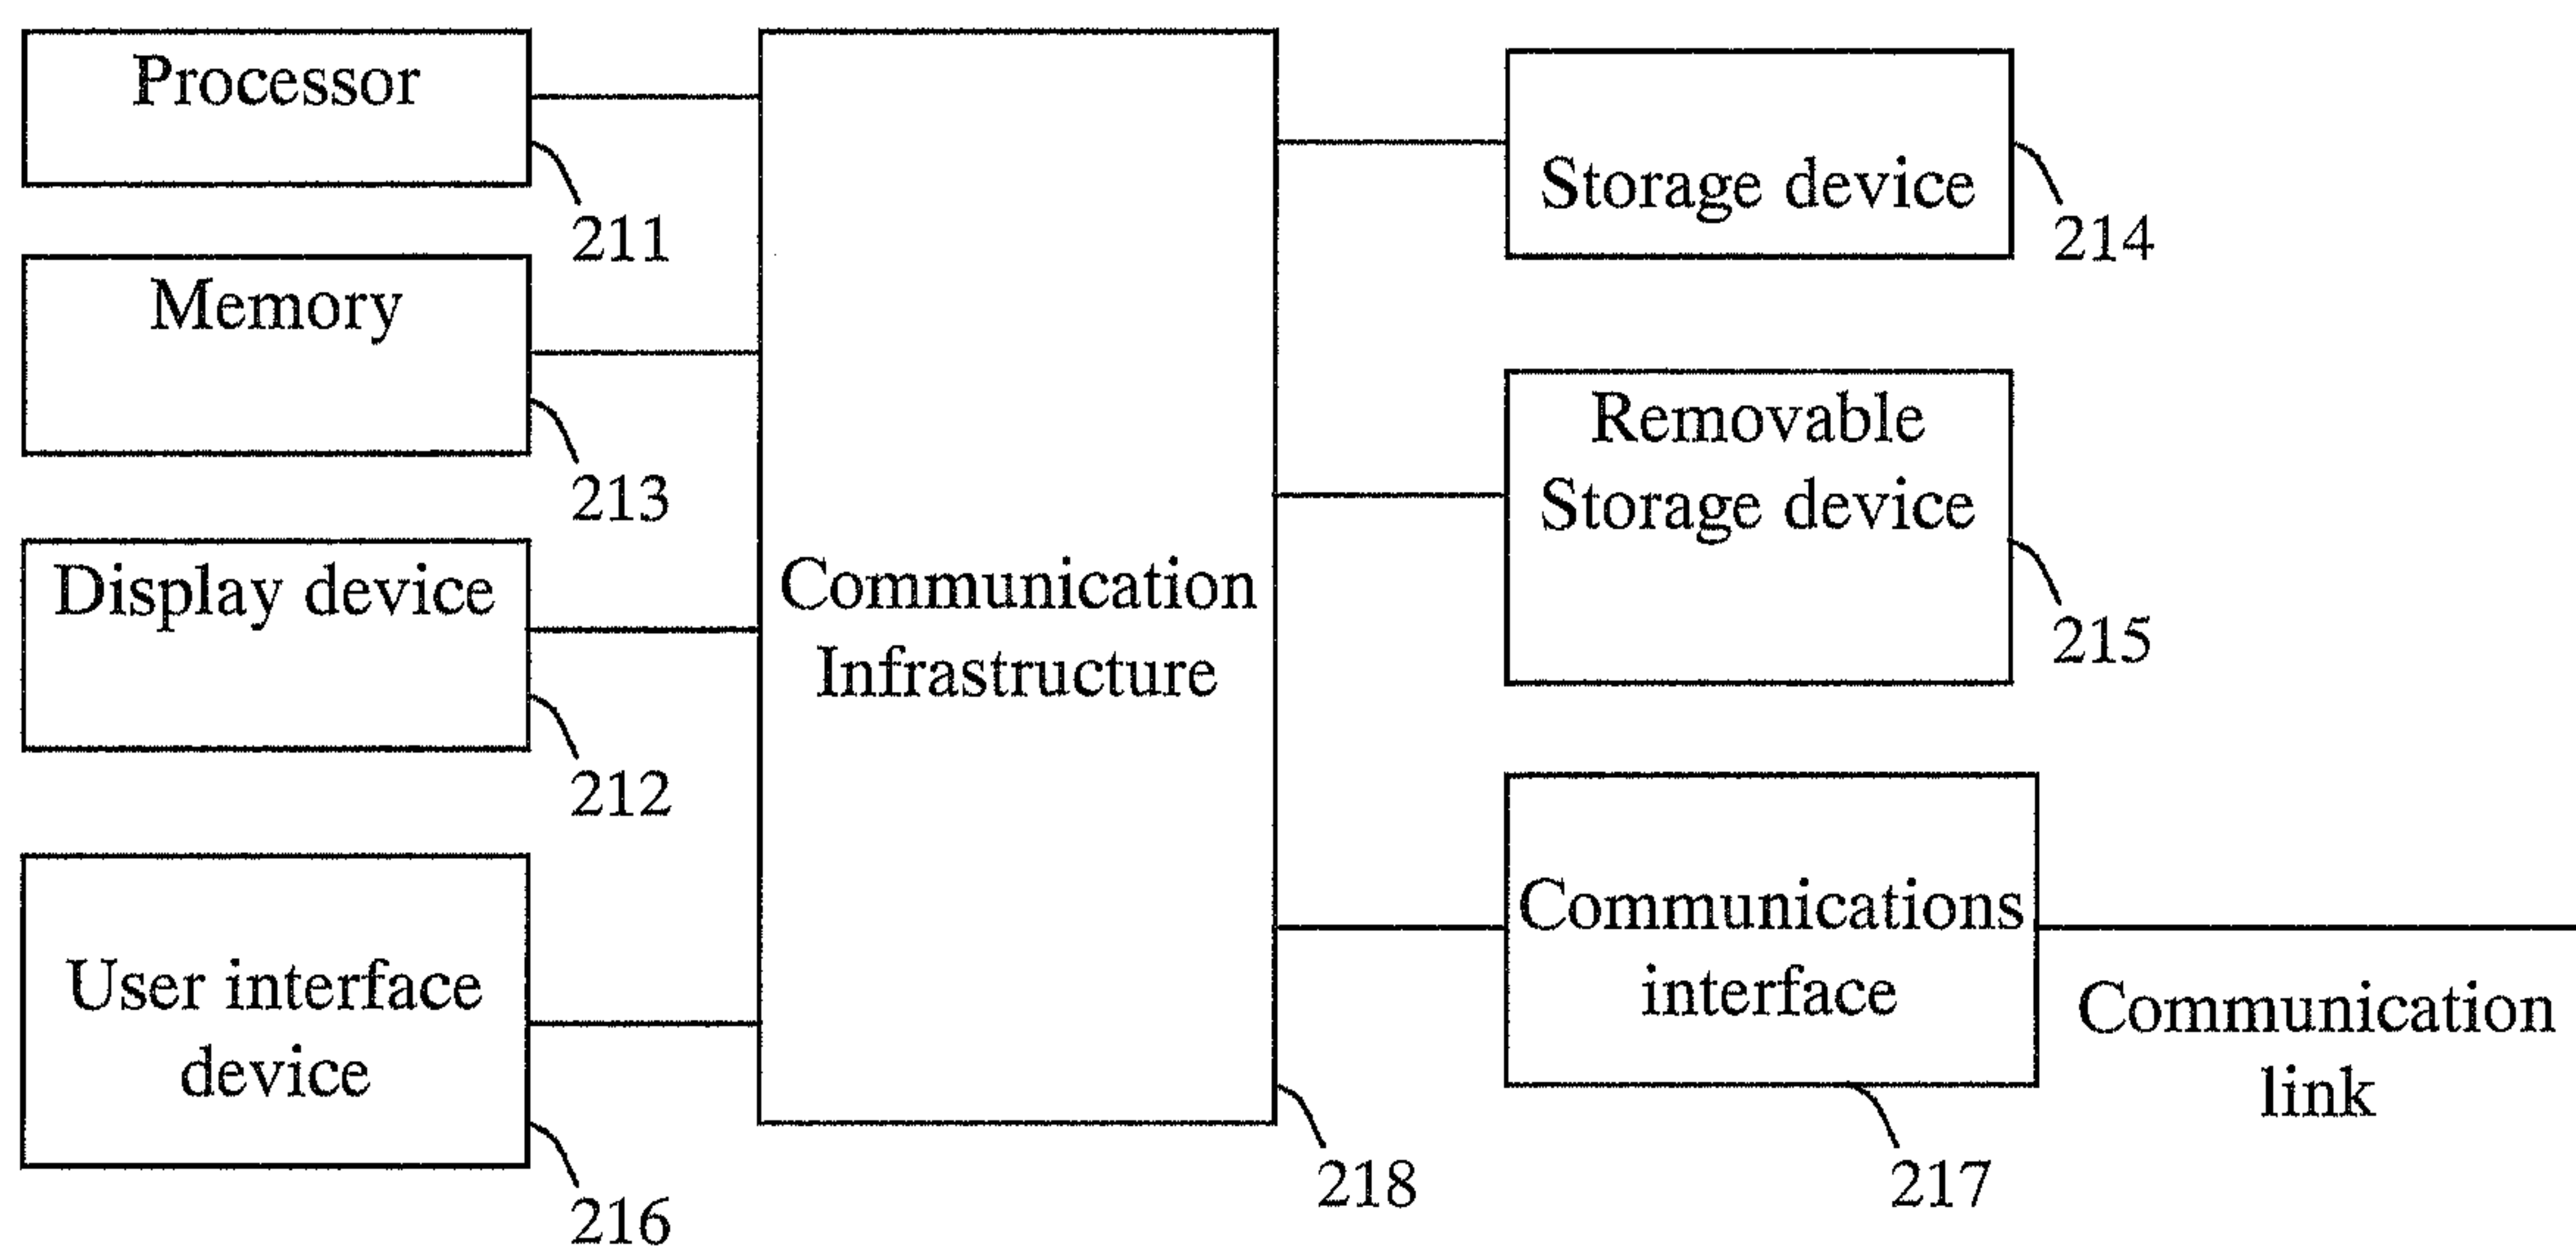 Processor
211
Memory
213
Display device
212
User interface
device
216
Communication
Infrastructure
218
Storage device
214
Removable
Storage device
215
Communications
interface
217
Communication
link